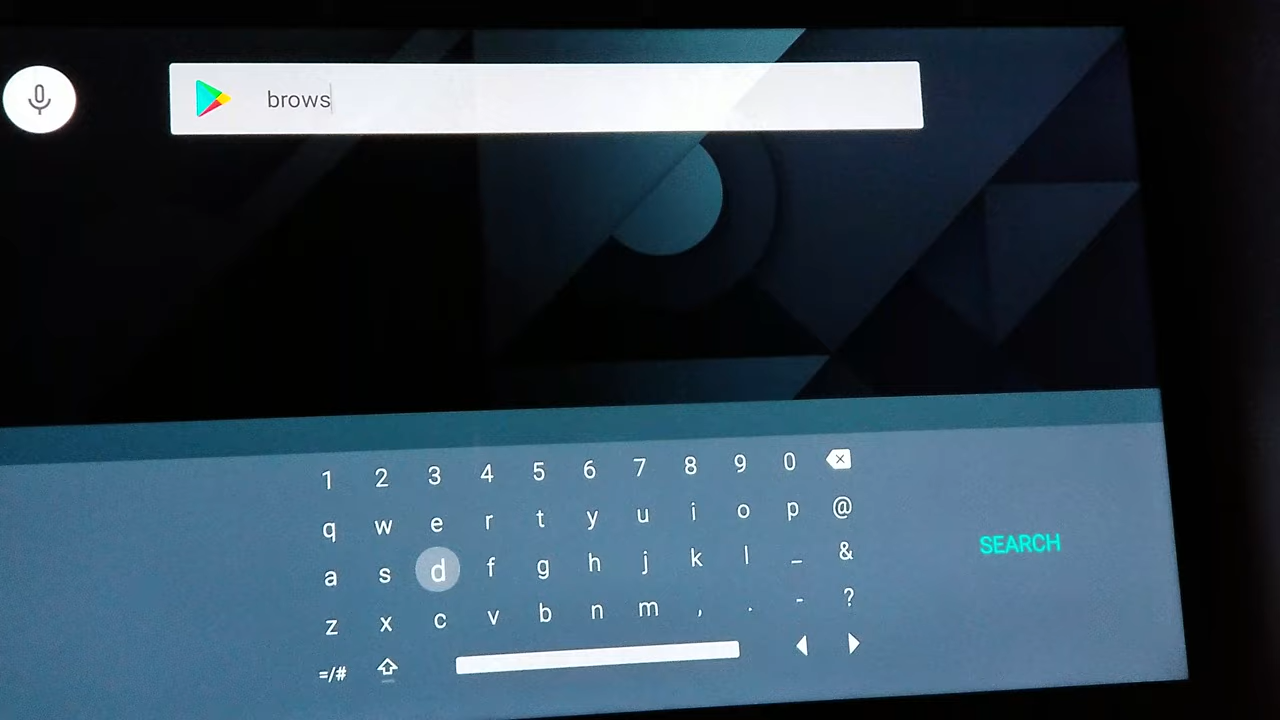 brows
1 2 3 4 5 6 7 8 9 0
q w e r t y u i o p @
a s d f g h j k l _ &
z x c v b n m , . - ?
=/#
SEARCH